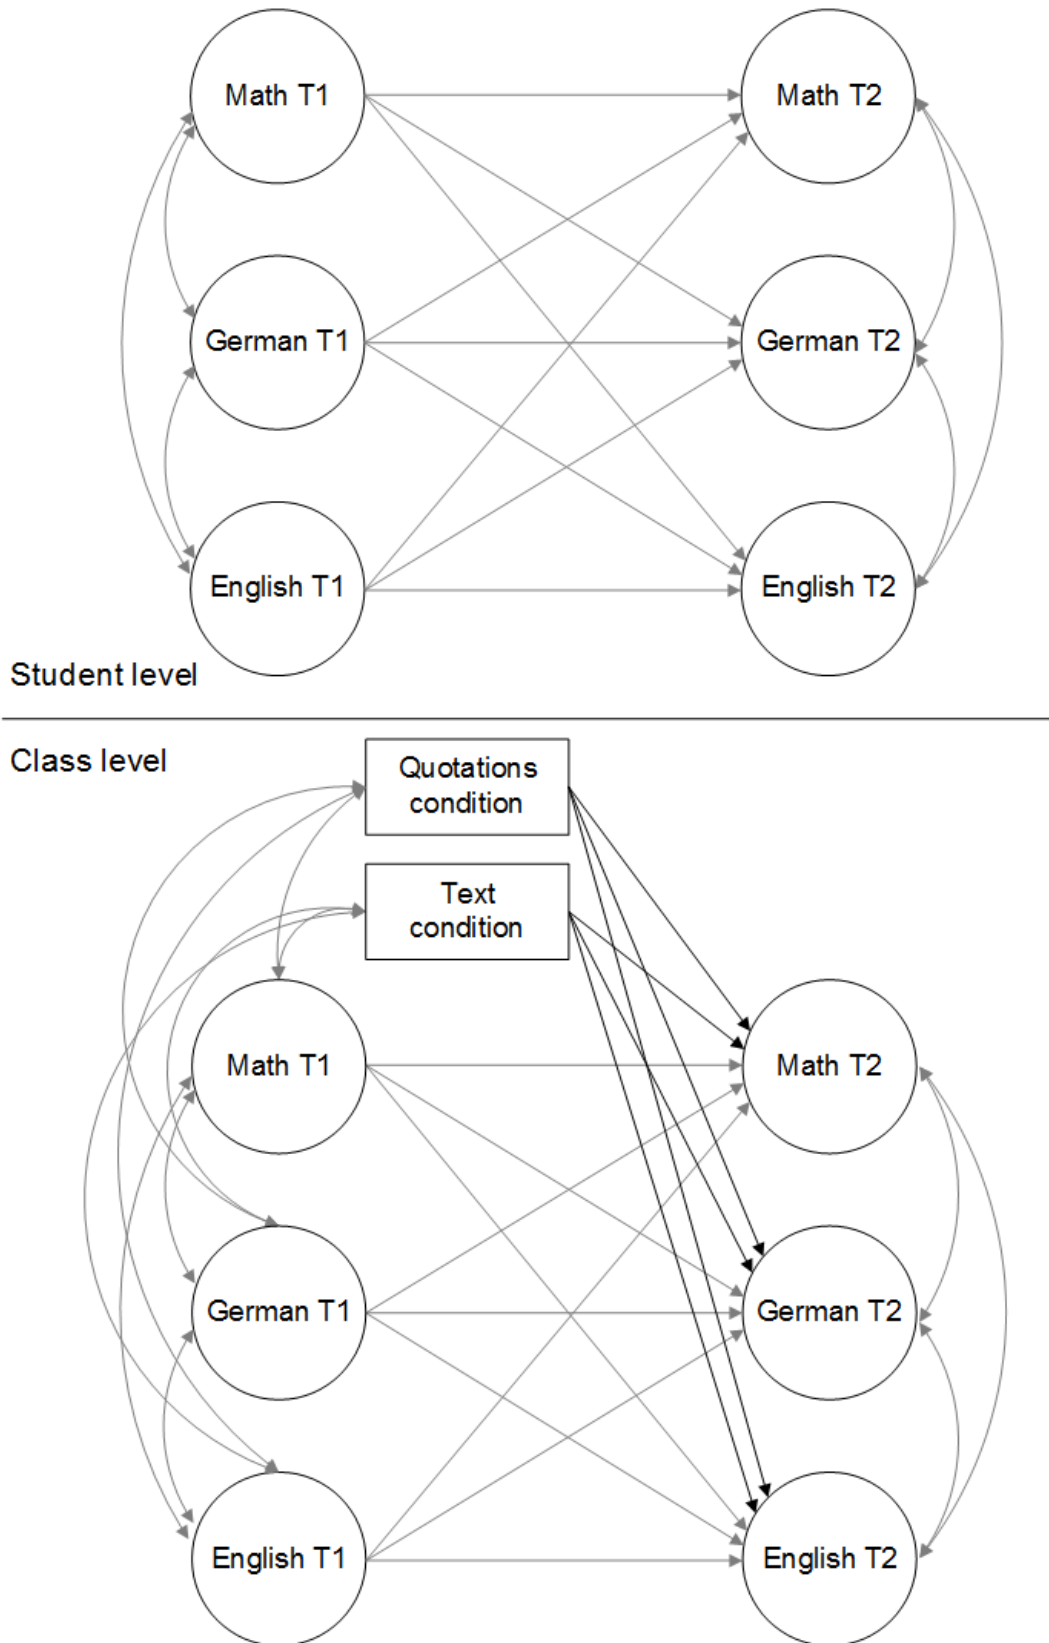 Math T1
Math T2
German T1
German T2
English T1
English T2
Student level
Class level
Quotations
condition
Text
condition
Math T1
Math T2
German T1
German T2
English T1
English T2